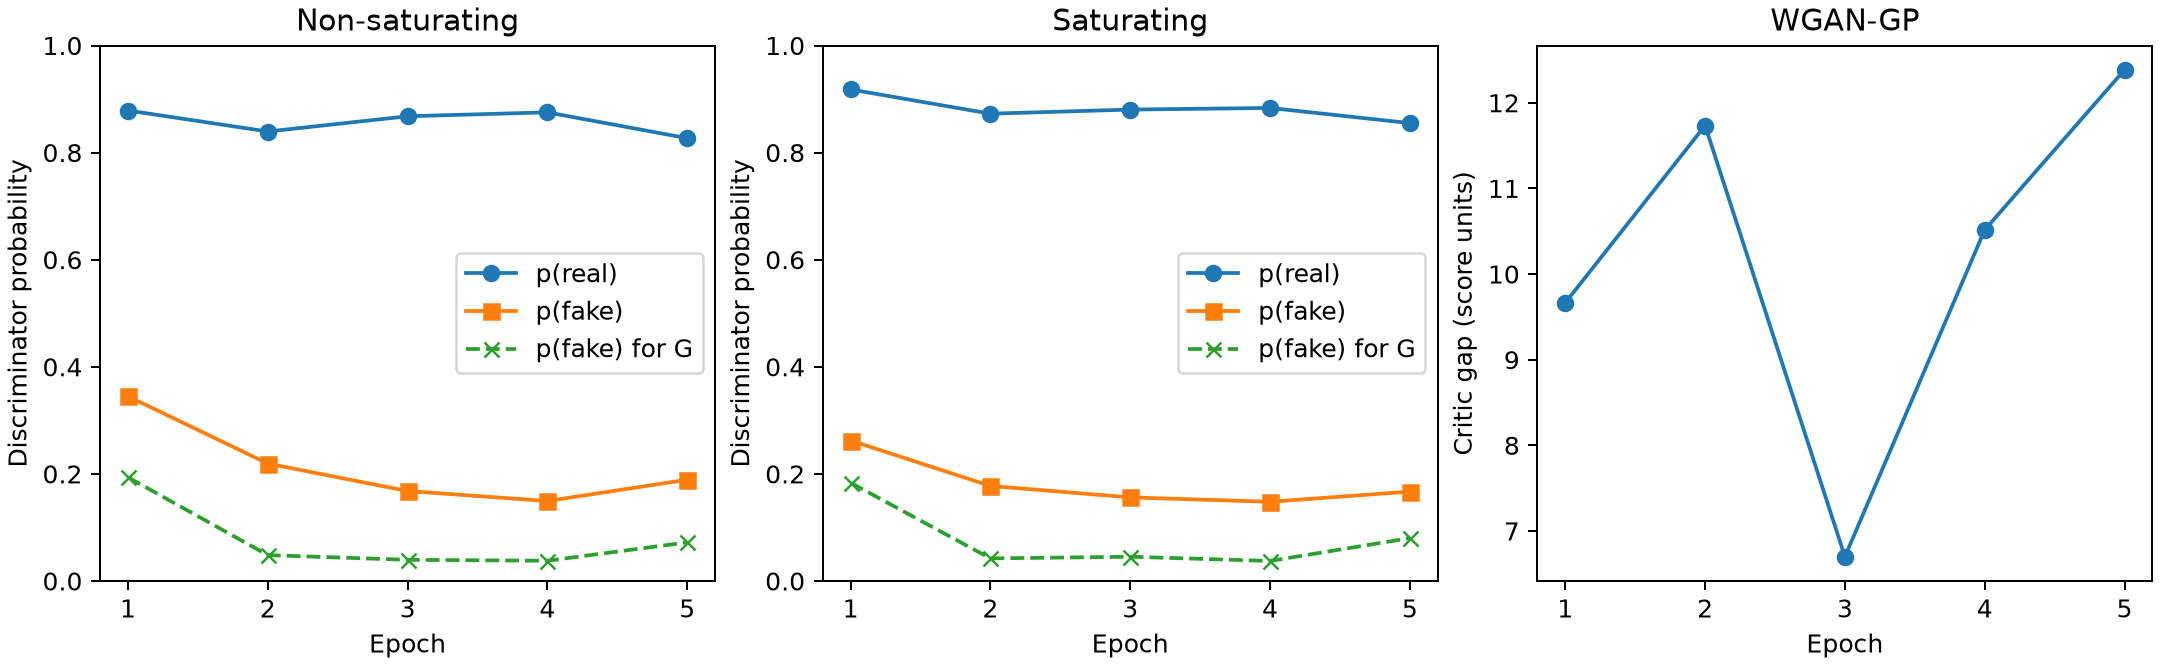 Non-saturating
Discriminator probability
1.0
0.8
0.6
0.4
0.2
0.0
p(real)
p(fake)
p(fake) for G
1 2 3 4 5
Epoch
Saturating
Discriminator probability
1.0
0.8
0.6
0.4
0.2
0.0
p(real)
p(fake)
p(fake) for G
1 2 3 4 5
Epoch
WGAN-GP
Critic gap (score units)
12
11
10
9
8
7
1 2 3 4 5
Epoch